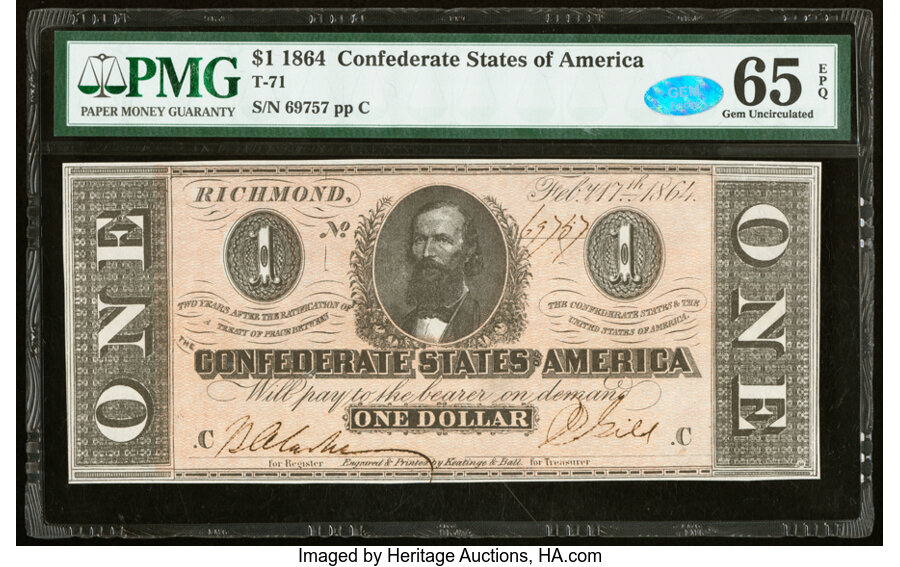 PMG
PAPER MONEY GUARANTY
$1 1864 Confederate States of America
T-71
S/N 69757 pp C
GEM
65
EPQ
Gem Uncirculated
RICHMOND,
Feb.y 17th 1864.
No
69757
1
1
ONE
ONE
TWO YEARS AFTER THE RATIFICATION OF
A TREATY OF PEACE BETWEEN
THE CONFEDERATE STATES & THE
UNITED STATES OF AMERICA.
THE
CONFEDERATE STATES OF AMERICA
Will pay to the bearer on demand
ONE DOLLAR
.C
.C
for Register
Engraved & Printed by Keatinge & Ball.
for Treasurer
Imaged by Heritage Auctions, HA.com